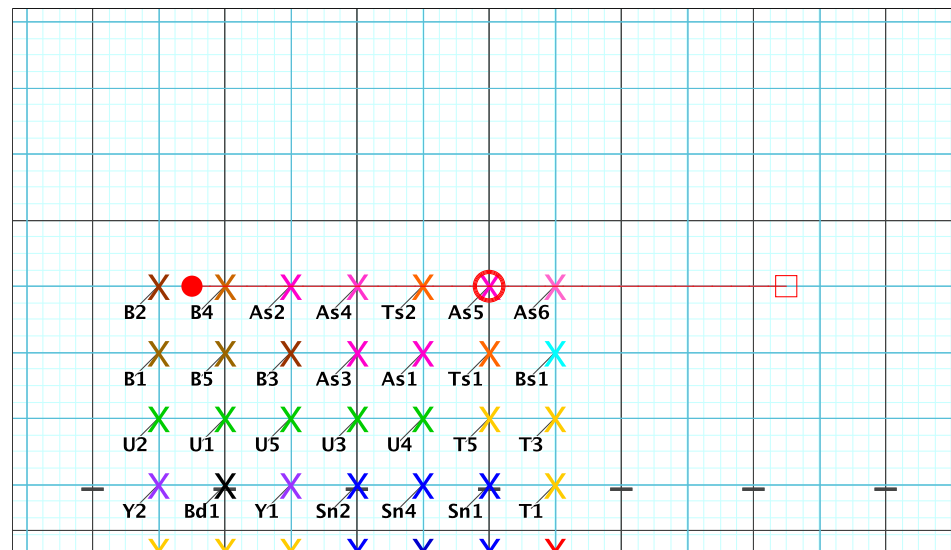 B2 B4 As2 As4 Ts2 As5 As6
B1 B5 B3 As3 As1 Ts1 Bs1
U2 U1 U5 U3 U4 T5 T3
Y2 Bd1 Y1 Sn2 Sn4 Sn1 T1